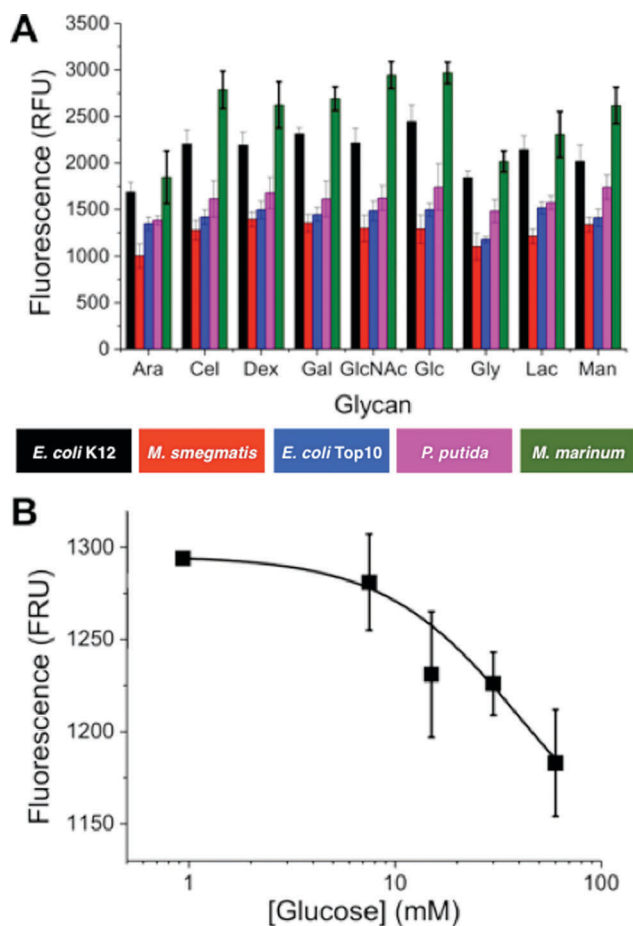 A
Fluorescence (RFU)
3500
3000
2500
2000
1500
1000
500
0
Ara Cel Dex Gal GlcNAc Glc Gly Lac Man
Glycan
E. coli K12 M. smegmatis E. coli Top10 P. putida M. marinum
B
Fluorescence (FRU)
1300
1250
1200
1150
1 10 100
[Glucose] (mM)